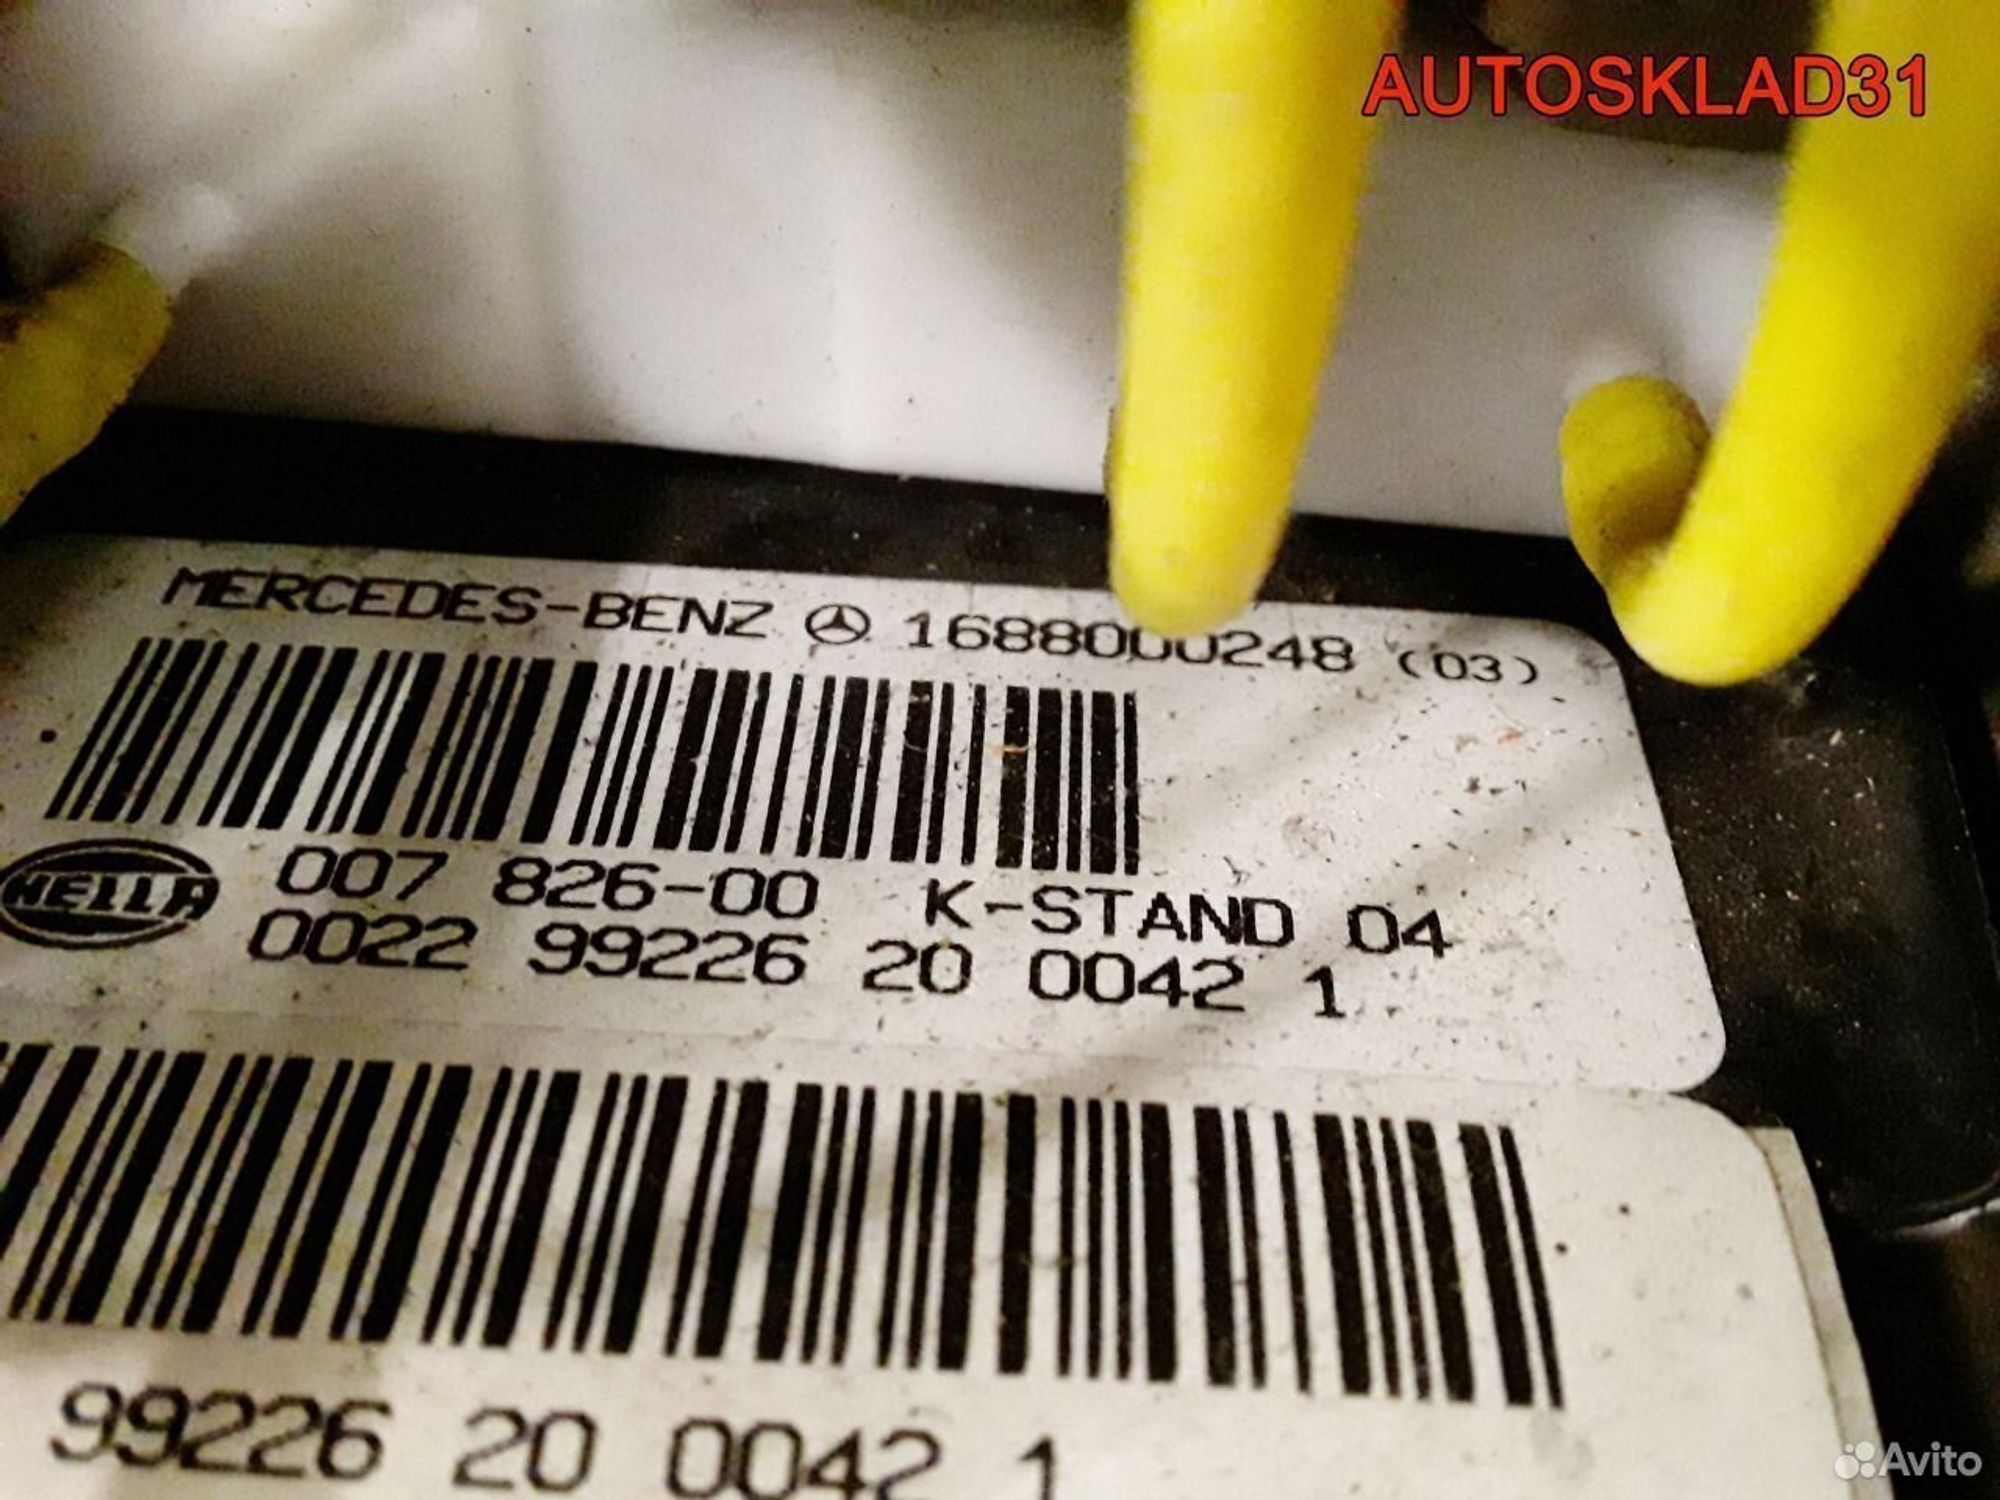 AUTOSKLAD31
MERCEDES-BENZ 1688000248 (03)
HELLA 007 826-00 K-STAND 04
0022 99226 20 0042 1
99226 20 0042 1
Avito